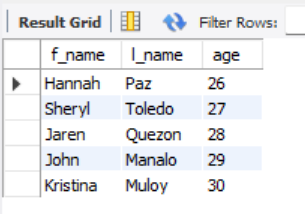 Result Grid Filter Rows:
f_name l_name age
Hannah Paz 26
Sheryl Toledo 27
Jaren Quezon 28
John Manalo 29
Kristina Muloy 30